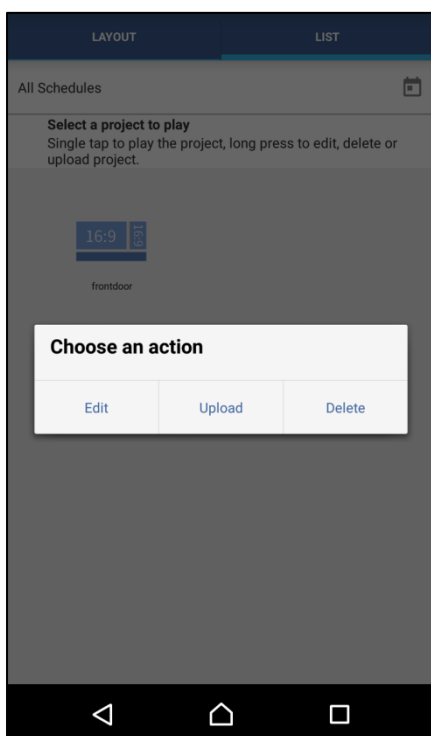 LAYOUT LIST
All Schedules
Select a project to play
Single tap to play the project, long press to edit, delete or
upload project.
16:9 16:9
frontdoor
Choose an action
Edit Upload Delete